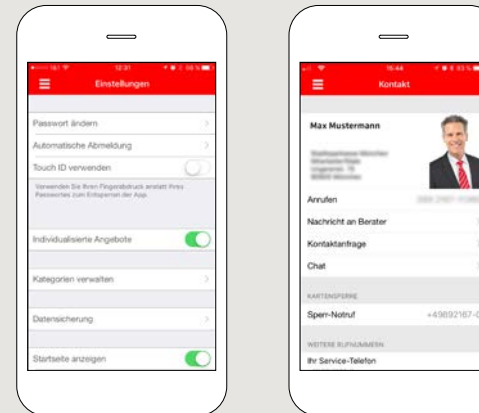 12:31
Einstellungen
Passwort ändern
Automatische Abmeldung
Touch ID verwenden
Verwenden Sie Ihren Fingerabdruck anstatt Ihres
Passwortes zum Entsperren der App.
Individualisierte Angebote
Kategorien verwalten
Datensicherung
Startseite anzeigen
15:44
Kontakt
Max Mustermann
Anrufen
Nachricht an Berater
Kontaktanfrage
Chat
KARTENSPERRE
Sperr-Notruf
WEITERE RUFNUMMERN
Ihr Service-Telefon